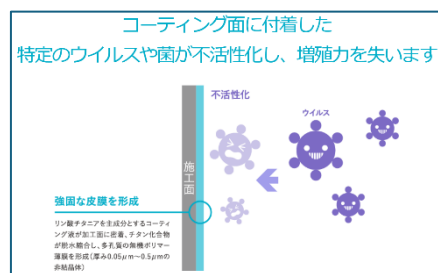 コーティング面に付着した
特定のウイルスや菌が不活性化し、増殖力を失います
不活性化
ウイルス
施工面
強固な皮膜を形成
リン酸チタニアを主成分とするコーティ
ング液が加工面に密着。チタン化合物
が脱水縮合し、多孔質の無機ポリマー
薄膜を形成(厚み0.05μm〜0.5μmの
非結晶体)